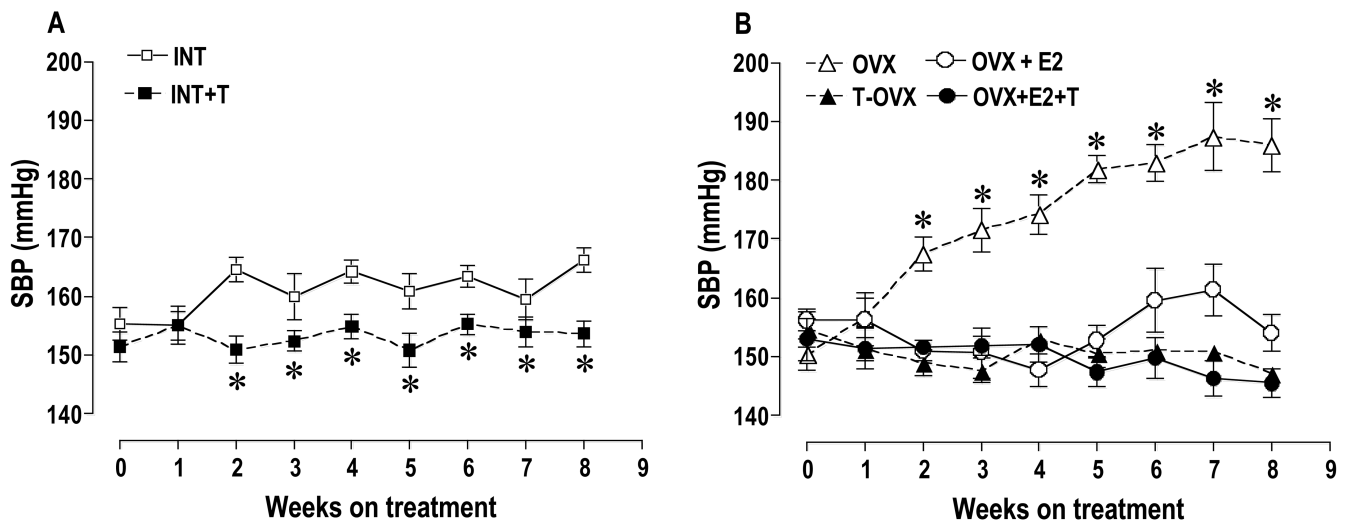 A
INT
INT+T
200
190
180
170
160
150
140
SBP (mmHg)
* * * * * * *
0 1 2 3 4 5 6 7 8 9
Weeks on treatment
B
OVX OVX + E2
T-OVX OVX+E2+T
200
190
180
170
160
150
140
SBP (mmHg)
* * * * * * *
0 1 2 3 4 5 6 7 8 9
Weeks on treatment